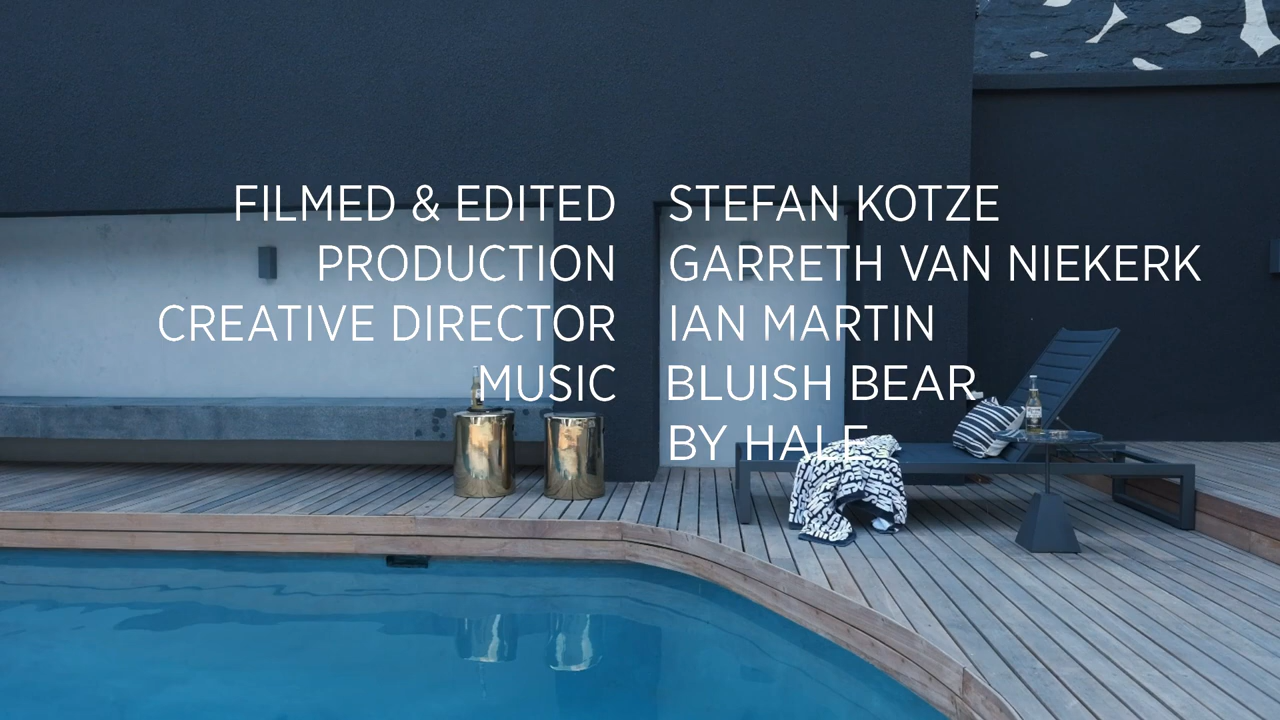 FILMED & EDITED STEFAN KOTZE
PRODUCTION GARRETH VAN NIEKERK
CREATIVE DIRECTOR IAN MARTIN
MUSIC BLUISH BEAR
BY HALE